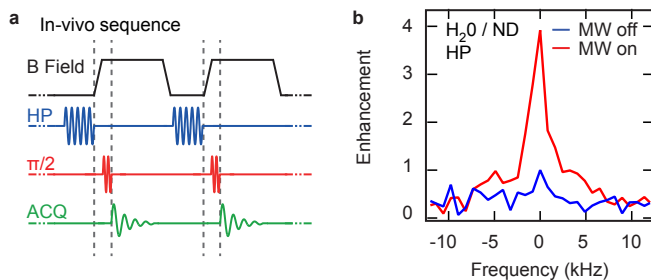 a
In-vivo sequence
B Field
HP
π/2
ACQ
b
H₂0 / ND
HP
MW off
MW on
Enhancement
4
3
2
1
0
-10
-5
0
5
10
Frequency (kHz)